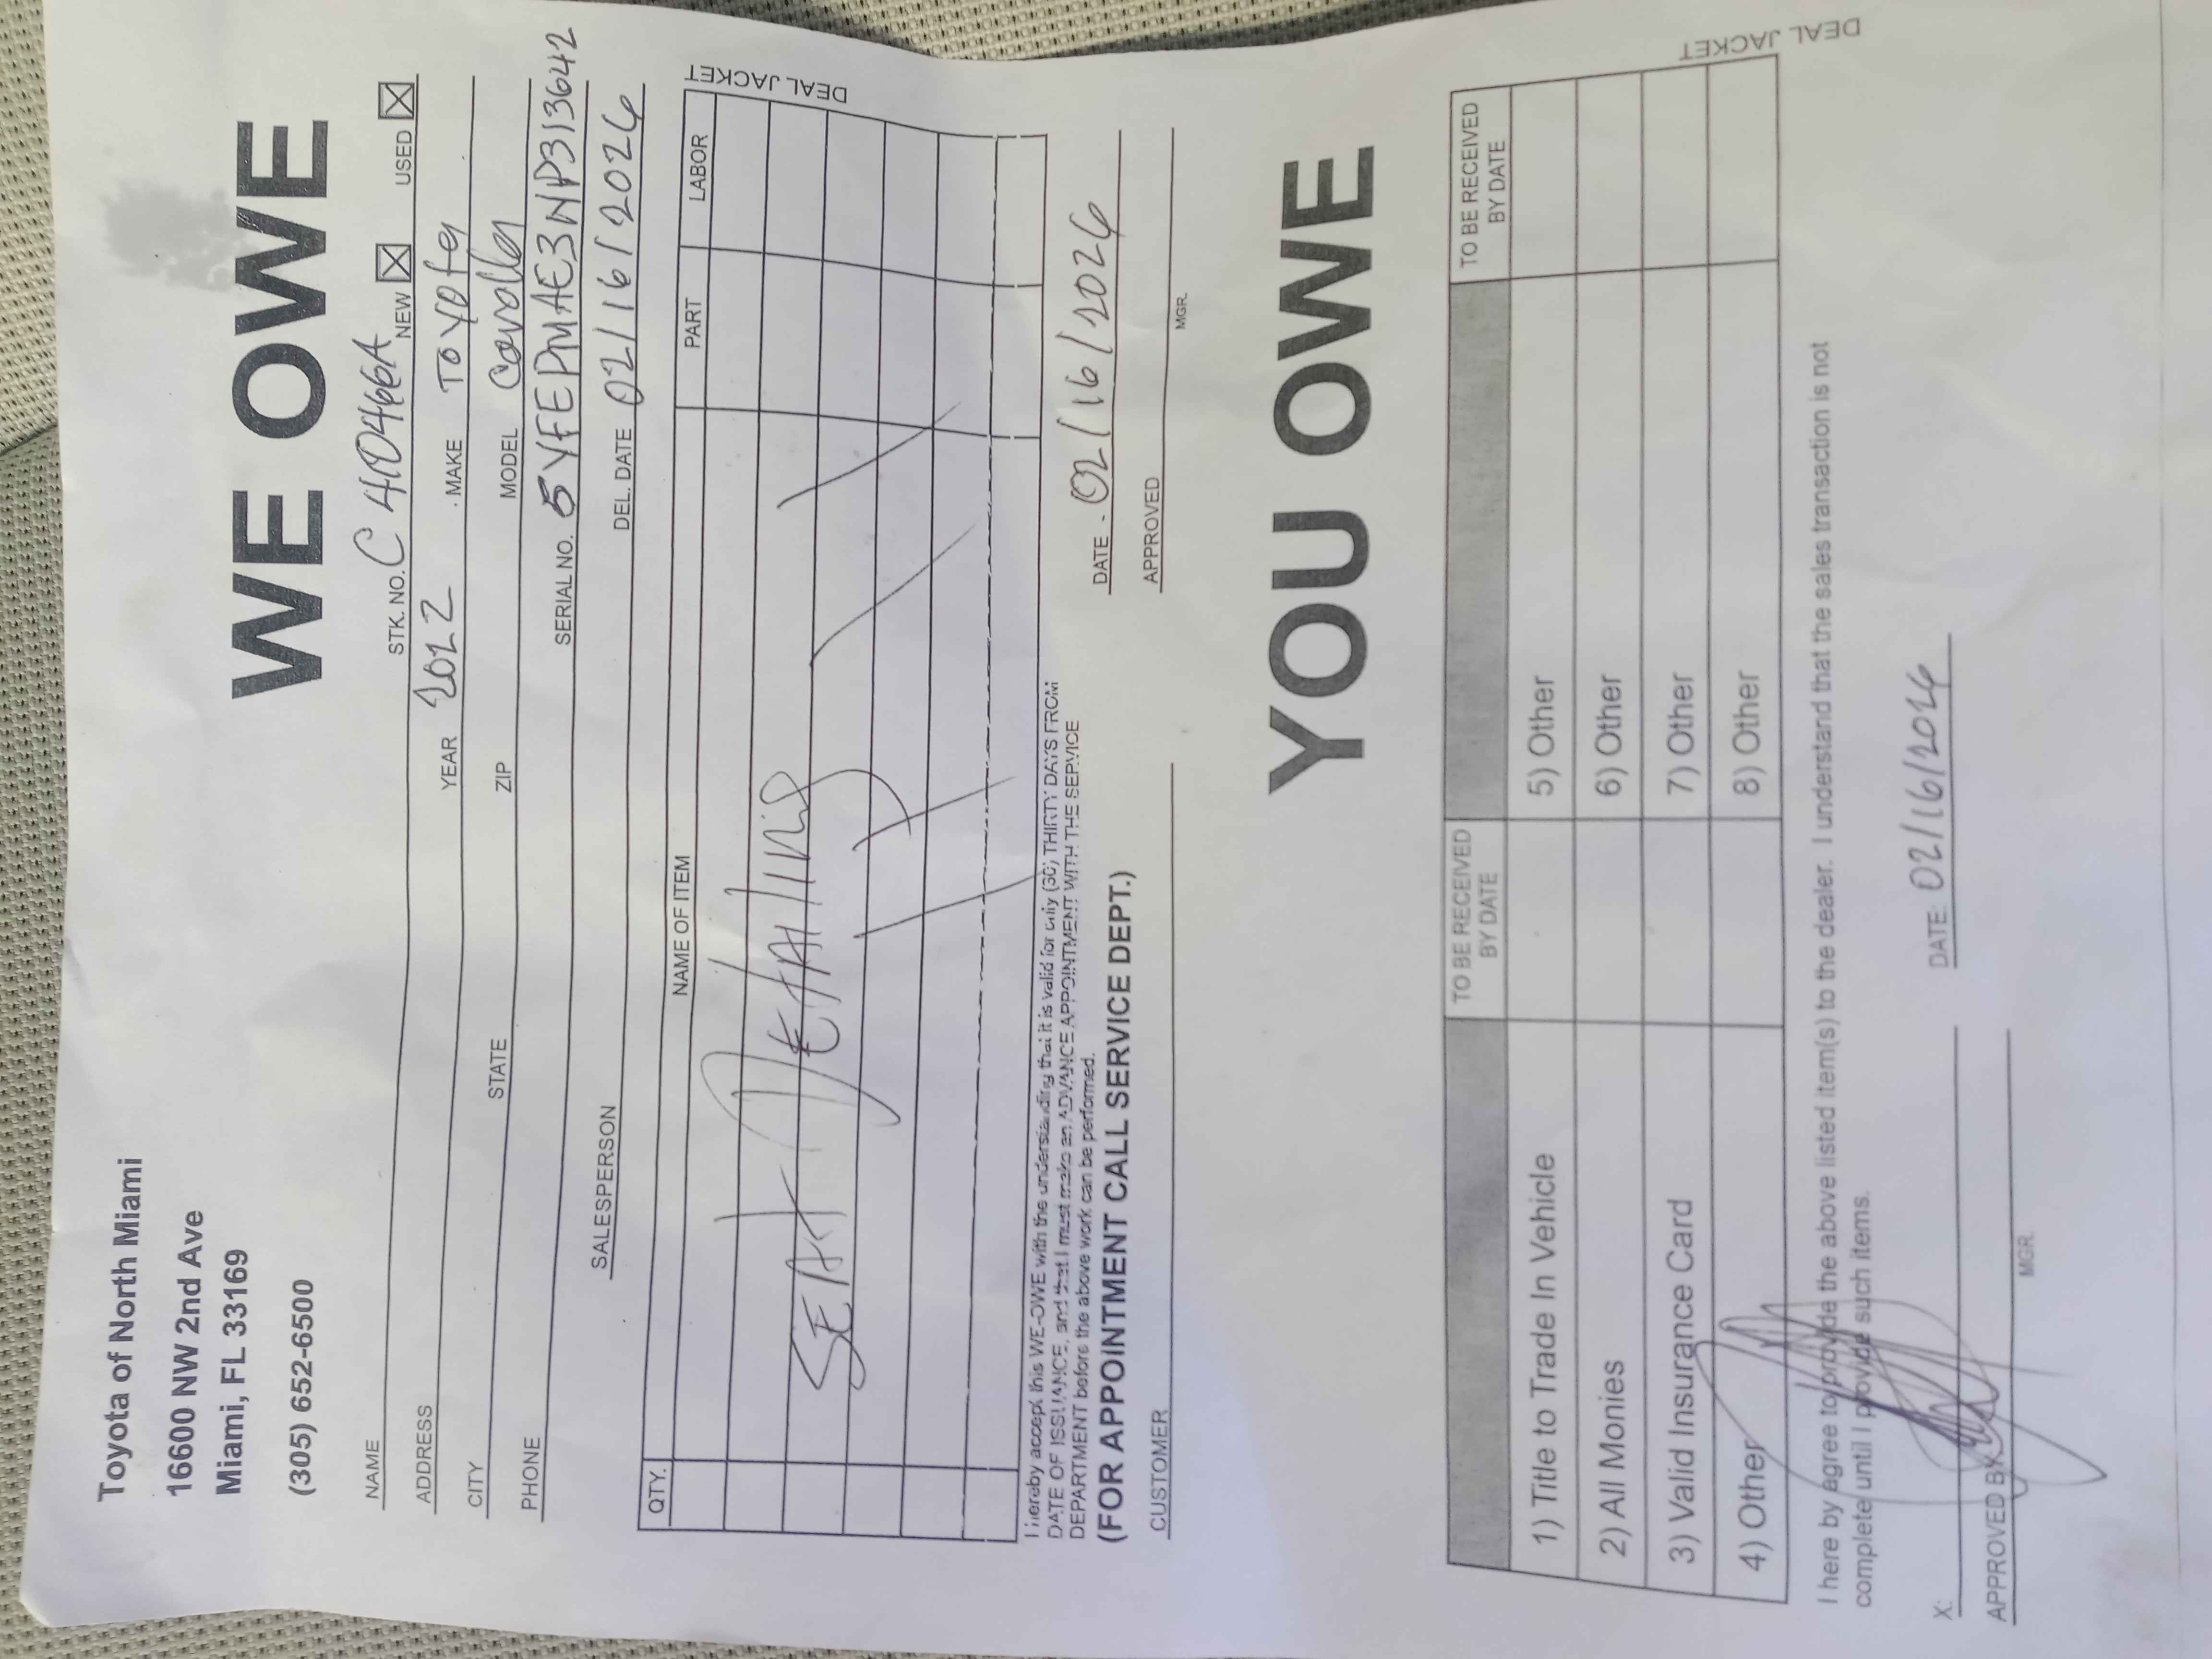 Toyota of North Miami
16600 NW 2nd Ave
Miami, FL 33169
(305) 652-6500
WE OWE
NAME STK. NO. C 410466A NEW ☒ USED ☒
ADDRESS YEAR 2022 MAKE TOYOTA
CITY STATE ZIP MODEL Corolla
PHONE SERIAL NO. 5YFEPMAE3NP313642
SALESPERSON DEL. DATE 02/16/2024
QTY. NAME OF ITEM PART LABOR
SEAT DETAILING
DEAL JACKET
I hereby accept this WE-OWE with the understanding that it is valid for only (30) THIRTY DAYS FROM
DATE OF ISSUANCE, and that I must make an ADVANCE APPOINTMENT WITH THE SERVICE
DEPARTMENT before the above work can be performed.
(FOR APPOINTMENT CALL SERVICE DEPT.)
DATE 02/16/2024
CUSTOMER APPROVED
MGR.
YOU OWE
TO BE RECEIVED BY DATE TO BE RECEIVED BY DATE
1) Title to Trade In Vehicle 5) Other
2) All Monies 6) Other
3) Valid Insurance Card 7) Other
4) Other 8) Other
DEAL JACKET
I here by agree to provide the above listed item(s) to the dealer. I understand that the sales transaction is not
complete until I provide such items.
X: DATE: 02/16/2024
APPROVED BY:
MGR.